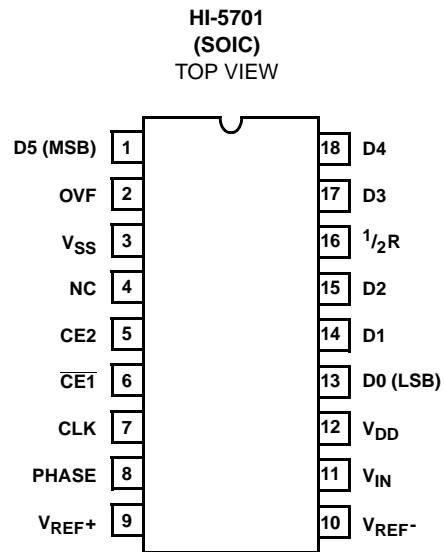 HI-5701
(SOIC)
TOP VIEW
D5 (MSB) 1 18 D4
OVF 2 17 D3
VSS 3 16 1/2R
NC 4 15 D2
CE2 5 14 D1
C̅E̅1̅ 6 13 D0 (LSB)
CLK 7 12 VDD
PHASE 8 11 VIN
VREF+ 9 10 VREF-